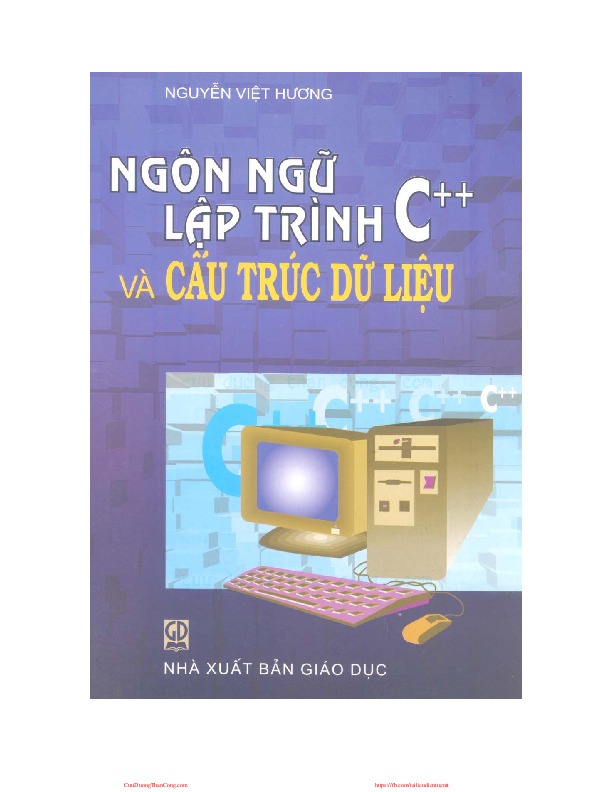 NGUYỄN VIỆT HƯƠNG
NGÔN NGỮ
LẬP TRÌNH C++
VÀ CẤU TRÚC DỮ LIỆU
C++ C++ C++
GD
NHÀ XUẤT BẢN GIÁO DỤC
CuuDuongThanCong.com https://fb.com/tailieudientucntt